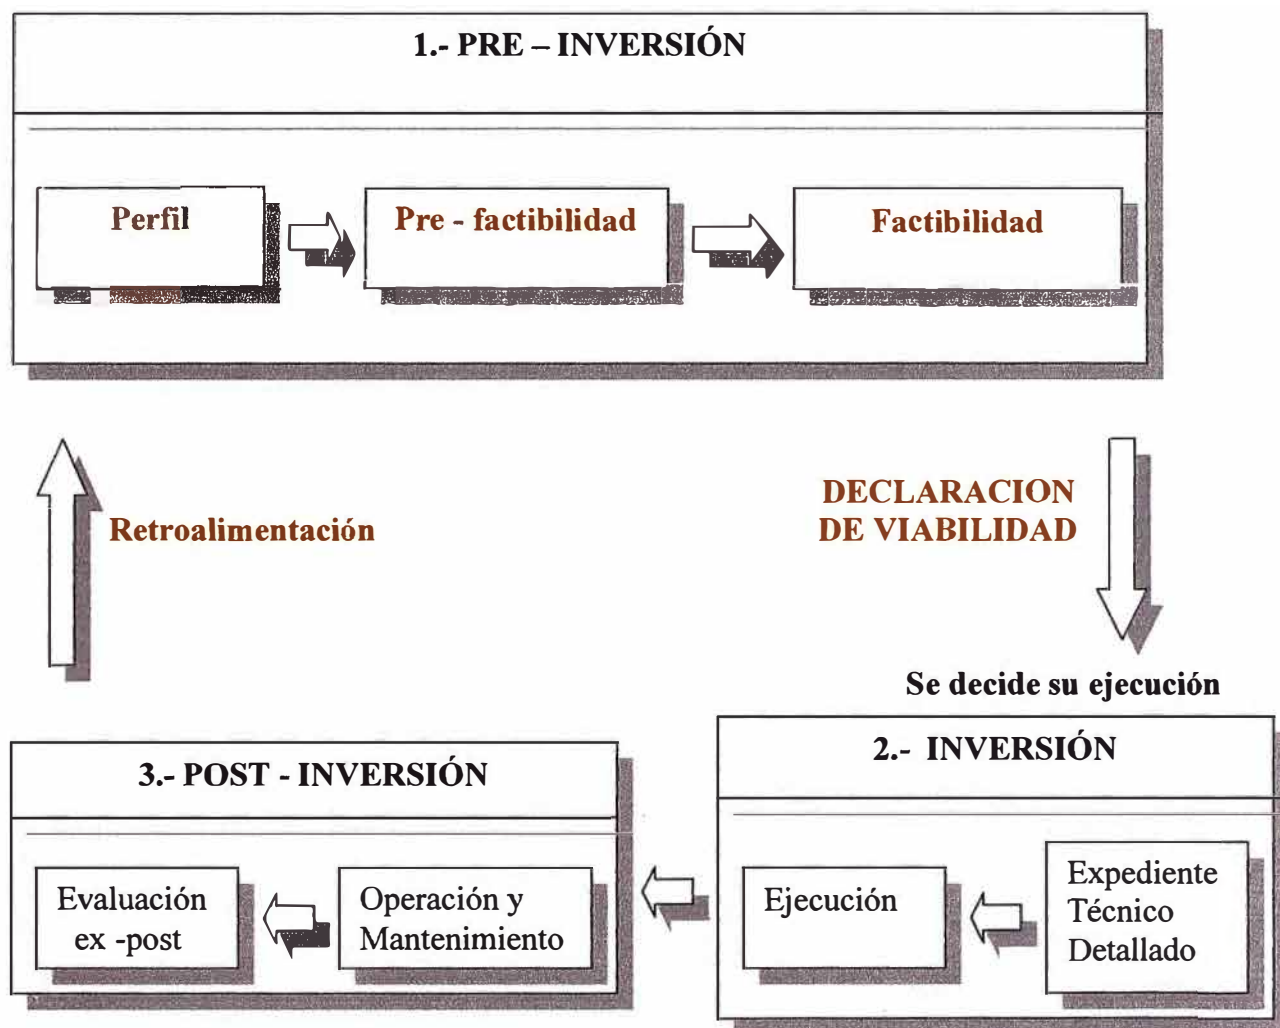 1.- PRE – INVERSIÓN
Perfil
Pre - factibilidad
Factibilidad
Retroalimentación
DECLARACION
DE VIABILIDAD
Se decide su ejecución
3.- POST - INVERSIÓN
Evaluación
ex -post
Operación y
Mantenimiento
2.- INVERSIÓN
Ejecución
Expediente
Técnico
Detallado